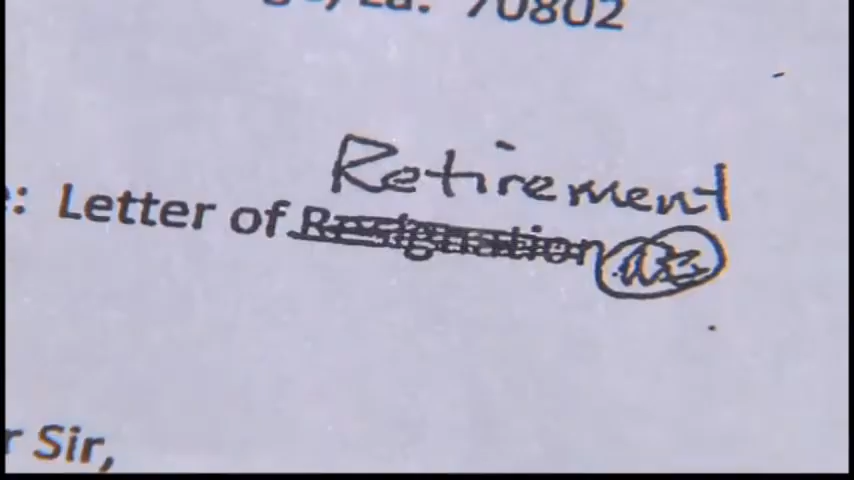 La. 70802
Retirement
: Letter of Resignation
r Sir,